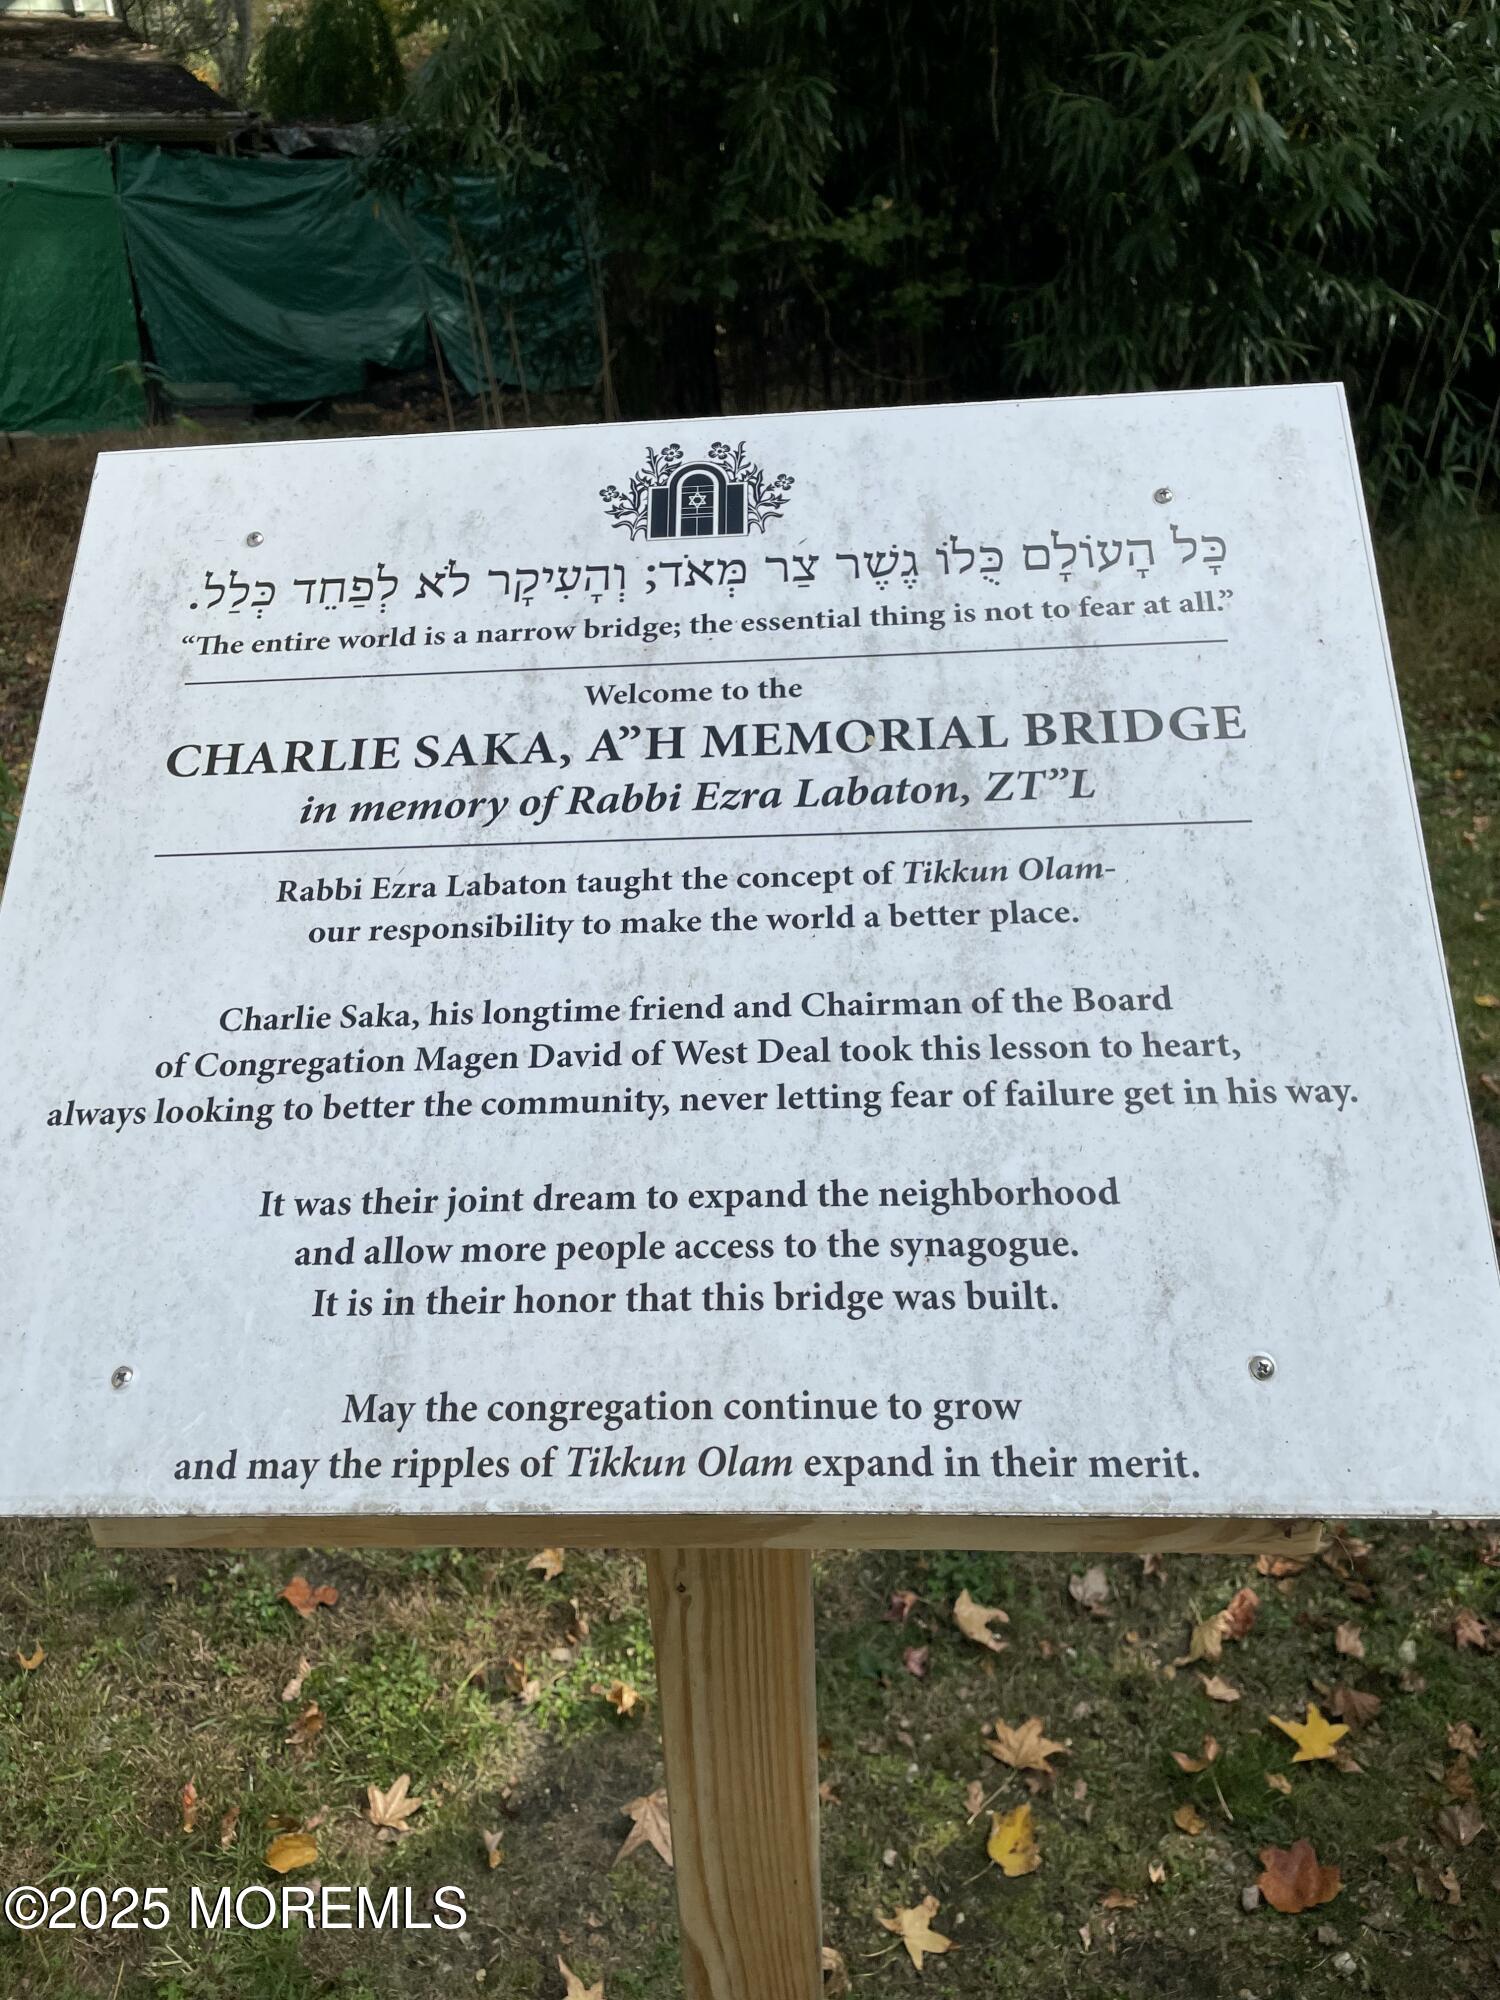 כָּל הָעוֹלָם כֻּלוֹ גֶשֶׁר צַר מְּאֹד; וְהָעִיקָר לֹא לְפַחֵד כְּלַל.
“The entire world is a narrow bridge; the essential thing is not to fear at all.”
Welcome to the
CHARLIE SAKA, A”H MEMORIAL BRIDGE
in memory of Rabbi Ezra Labaton, ZT”L
Rabbi Ezra Labaton taught the concept of Tikkun Olam-
our responsibility to make the world a better place.
Charlie Saka, his longtime friend and Chairman of the Board
of Congregation Magen David of West Deal took this lesson to heart,
always looking to better the community, never letting fear of failure get in his way.
It was their joint dream to expand the neighborhood
and allow more people access to the synagogue.
It is in their honor that this bridge was built.
May the congregation continue to grow
and may the ripples of Tikkun Olam expand in their merit.
©2025 MOREMLS